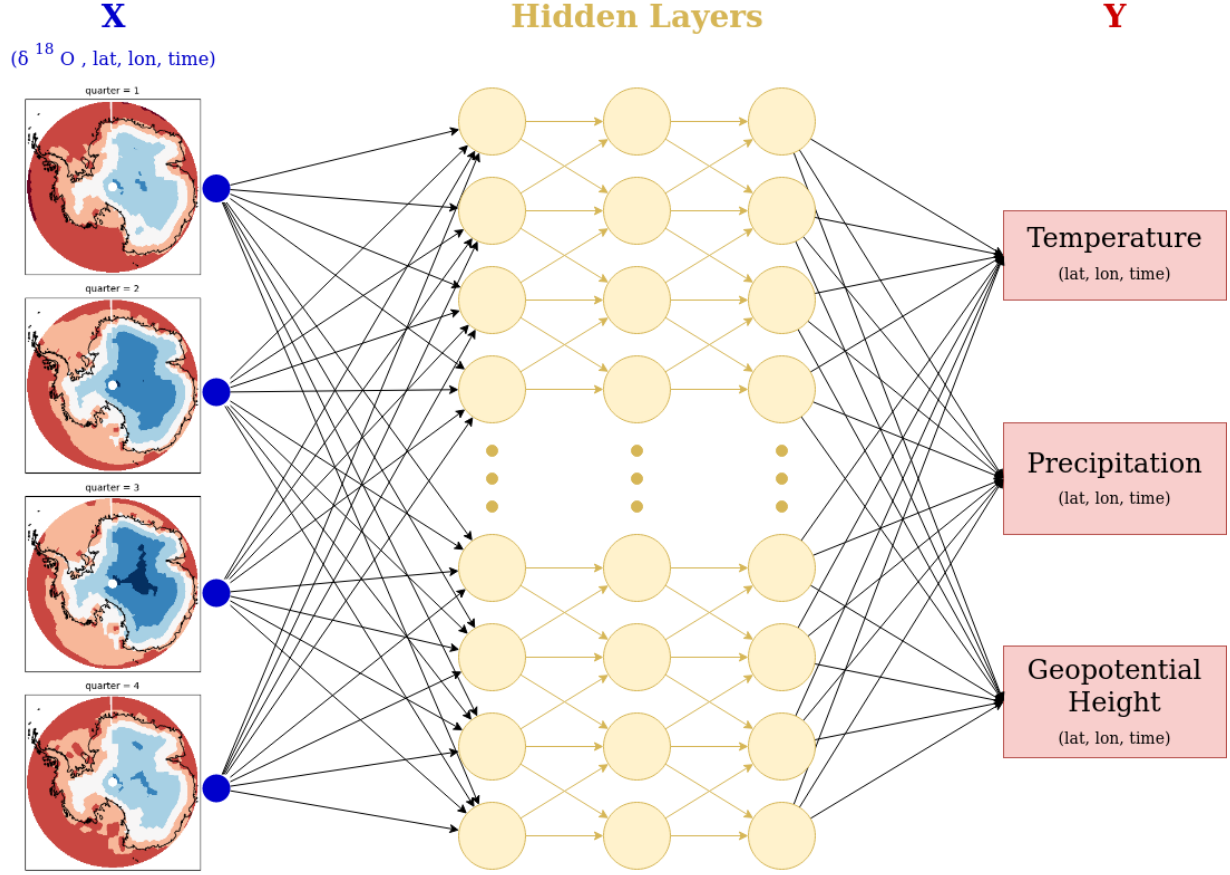 X
Hidden Layers
Y
(δ 18 O , lat, lon, time)
quarter = 1
quarter = 2
quarter = 3
quarter = 4
Temperature
(lat, lon, time)
Precipitation
(lat, lon, time)
Geopotential
Height
(lat, lon, time)